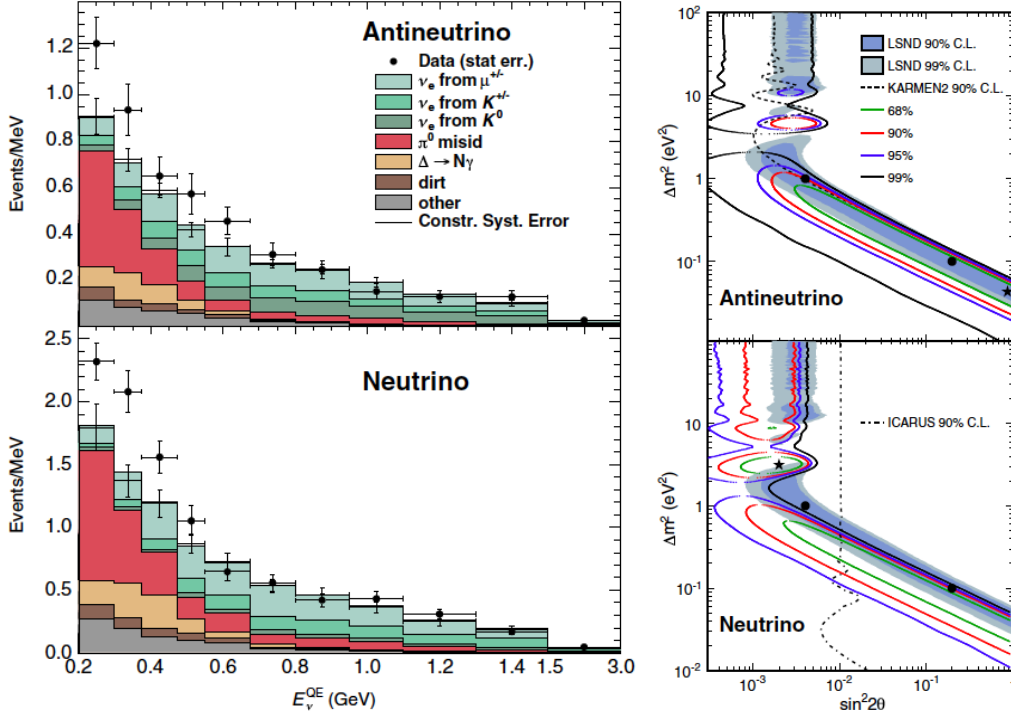 Antineutrino
Data (stat err.)
νe from μ+/-
νe from K+/-
νe from K0
π0 misid
Δ → Nγ
dirt
other
Constr. Syst. Error
Events/MeV
1.2
1.0
0.8
0.6
0.4
0.2
Neutrino
Events/MeV
2.5
2.0
1.5
1.0
0.5
0.0
0.2 0.4 0.6 0.8 1.0 1.2 1.4 1.5 3.0
EνQE (GeV)
Δm2 (eV2)
102
10
1
10-1
LSND 90% C.L.
LSND 99% C.L.
KARMEN2 90% C.L.
68%
90%
95%
99%
Antineutrino
Δm2 (eV2)
10
1
10-1
10-2
ICARUS 90% C.L.
Neutrino
10-3 10-2 10-1 1
sin22θ